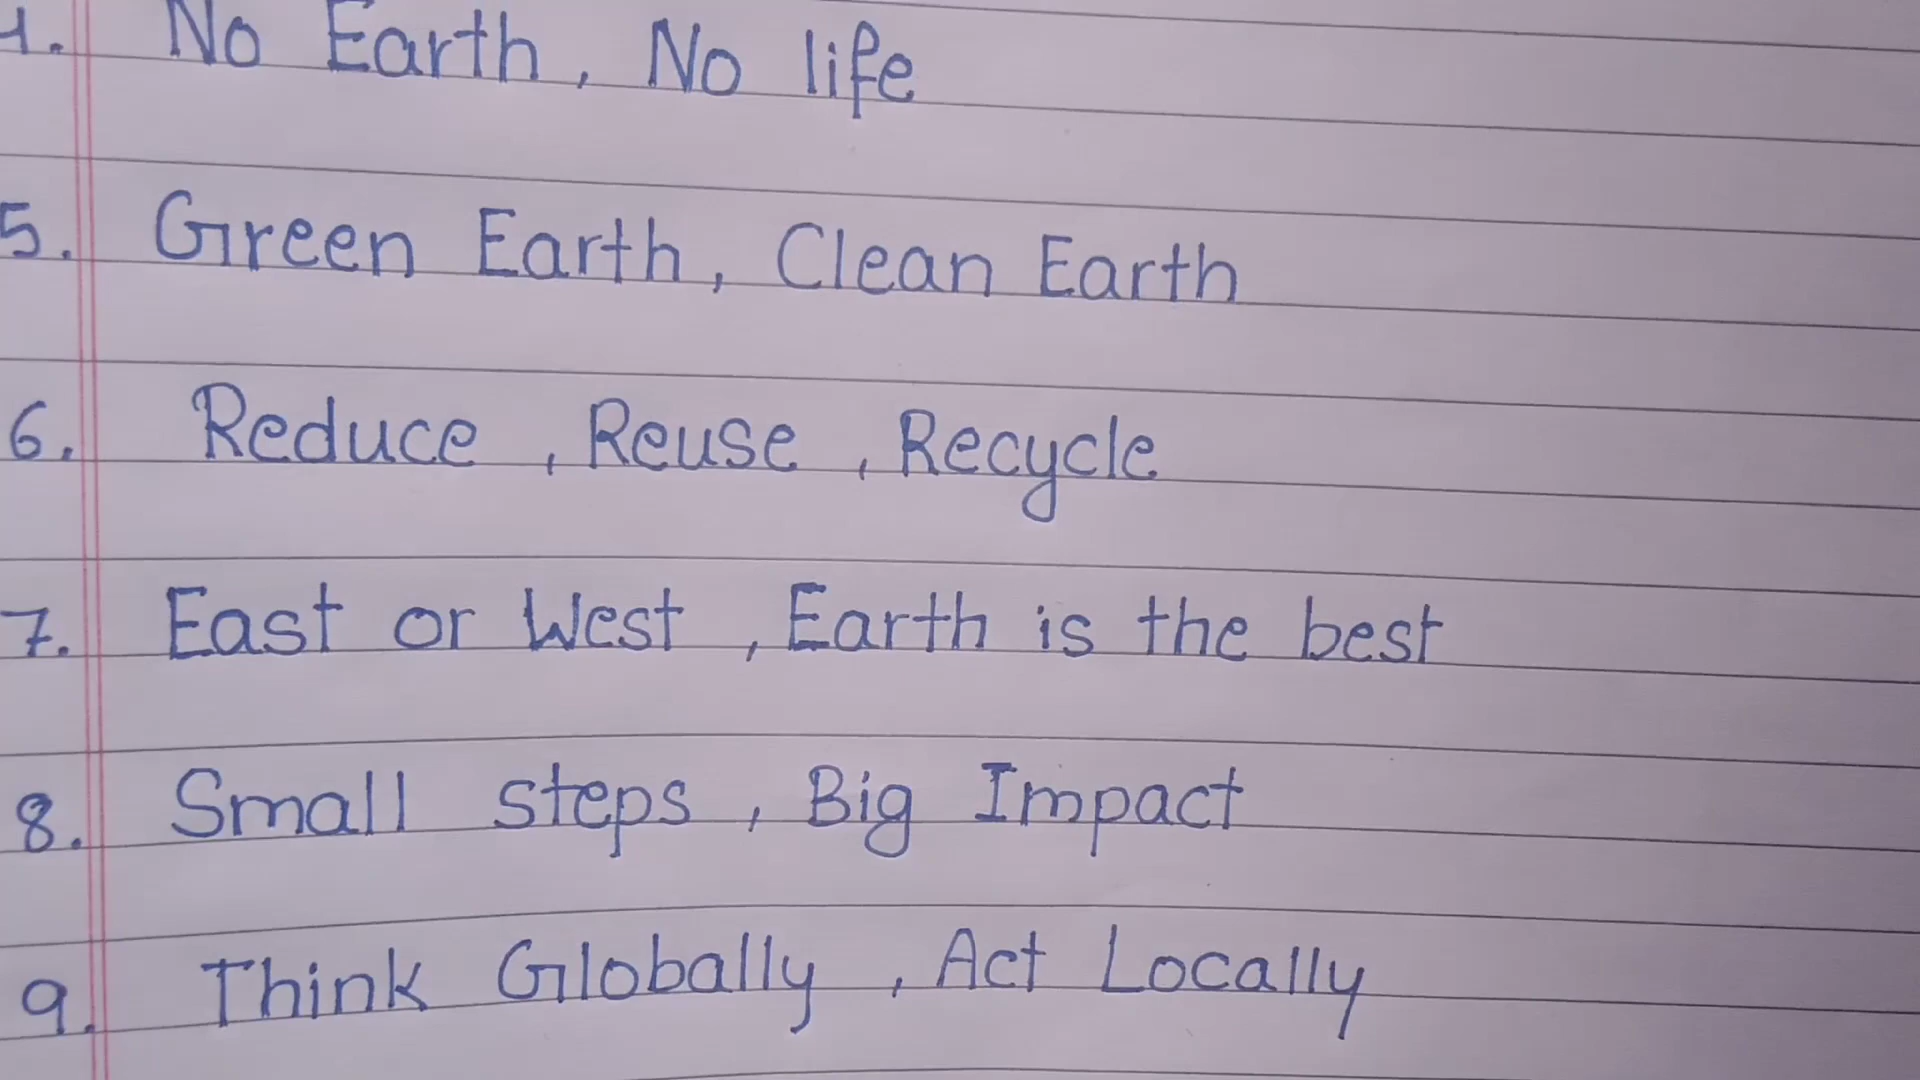 4. No Earth, No life
5. Green Earth, Clean Earth
6. Reduce, Reuse, Recycle
7. East or West, Earth is the best
8. Small steps, Big Impact
9. Think Globally, Act Locally